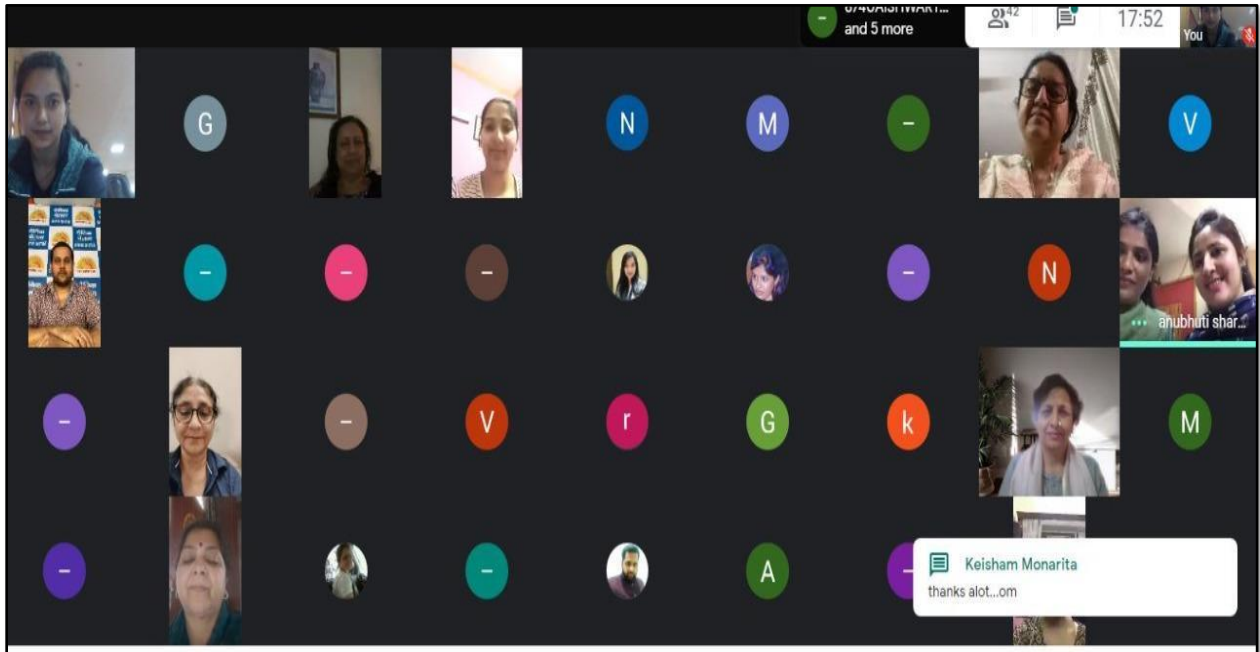 and 5 more
42
17:52
You
G
N
M
–
V
–
–
–
–
N
anubhuti shar...
–
–
V
r
G
k
M
–
–
A
–
Keisham Monarita
thanks alot...om